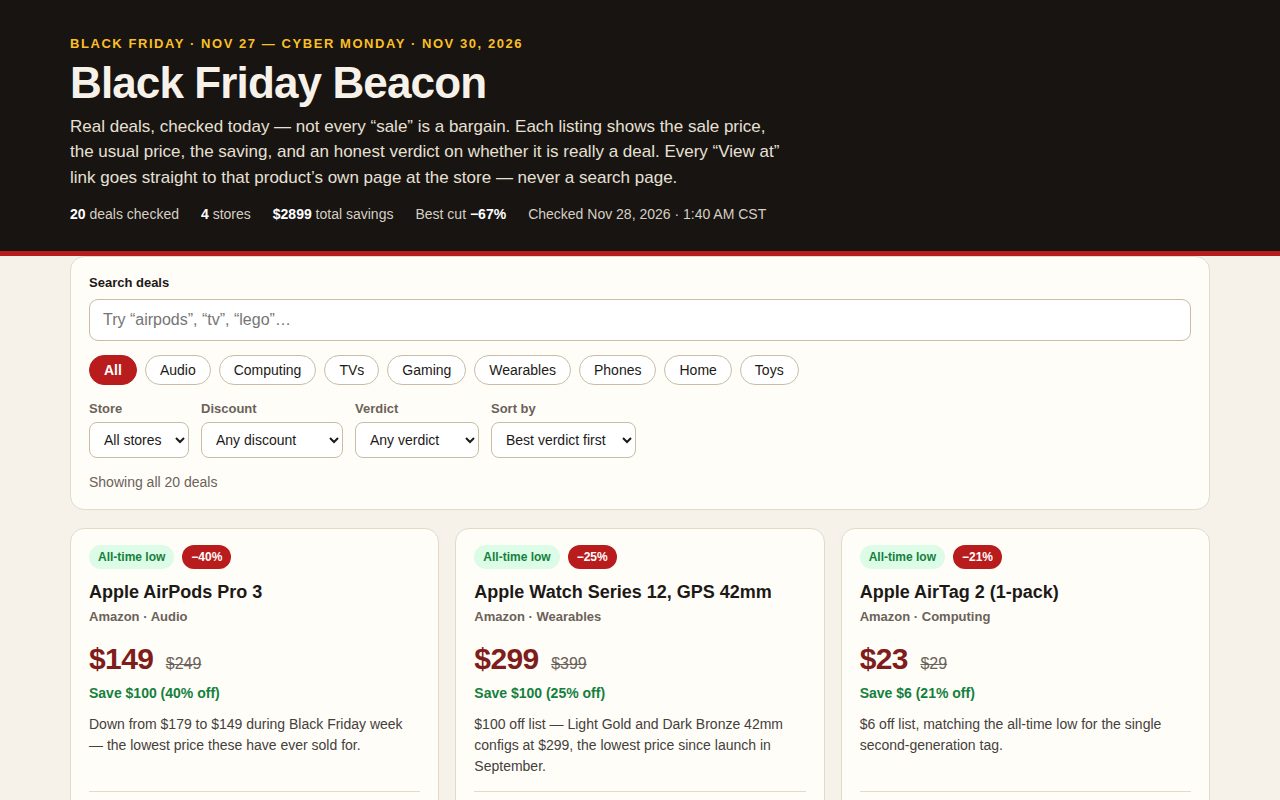 BLACK FRIDAY · NOV 27 — CYBER MONDAY · NOV 30, 2026
Black Friday Beacon
Real deals, checked today — not every “sale” is a bargain. Each listing shows the sale price,
the usual price, the saving, and an honest verdict on whether it is really a deal. Every “View at”
link goes straight to that product’s own page at the store — never a search page.
20 deals checked 4 stores $2899 total savings Best cut −67% Checked Nov 28, 2026 · 1:40 AM CST
Search deals
Try “airpods”, “tv”, “lego”…
All Audio Computing TVs Gaming Wearables Phones Home Toys
Store Discount Verdict Sort by
All stores Any discount Any verdict Best verdict first
Showing all 20 deals
All-time low −40%
Apple AirPods Pro 3
Amazon · Audio
$149 $249
Save $100 (40% off)
Down from $179 to $149 during Black Friday week
— the lowest price these have ever sold for.
All-time low −25%
Apple Watch Series 12, GPS 42mm
Amazon · Wearables
$299 $399
Save $100 (25% off)
$100 off list — Light Gold and Dark Bronze 42mm
configs at $299, the lowest price since launch in
September.
All-time low −21%
Apple AirTag 2 (1-pack)
Amazon · Computing
$23 $29
Save $6 (21% off)
$6 off list, matching the all-time low for the single
second-generation tag.